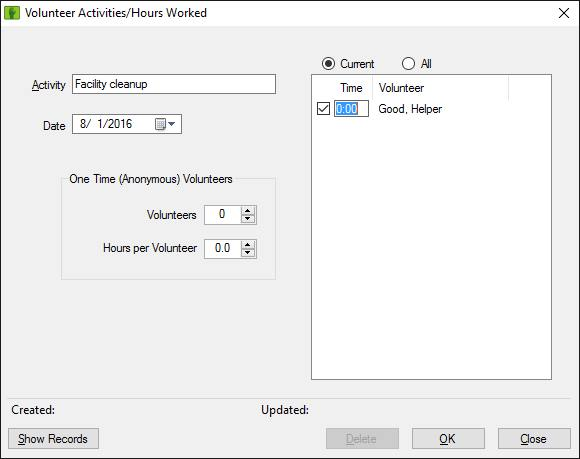 Volunteer Activities/Hours Worked
Current All
Activity Facility cleanup
Date 8/ 1/2016
Time Volunteer
0:00 Good, Helper
One Time (Anonymous) Volunteers
Volunteers 0
Hours per Volunteer 0.0
Created: Updated:
Show Records Delete OK Close